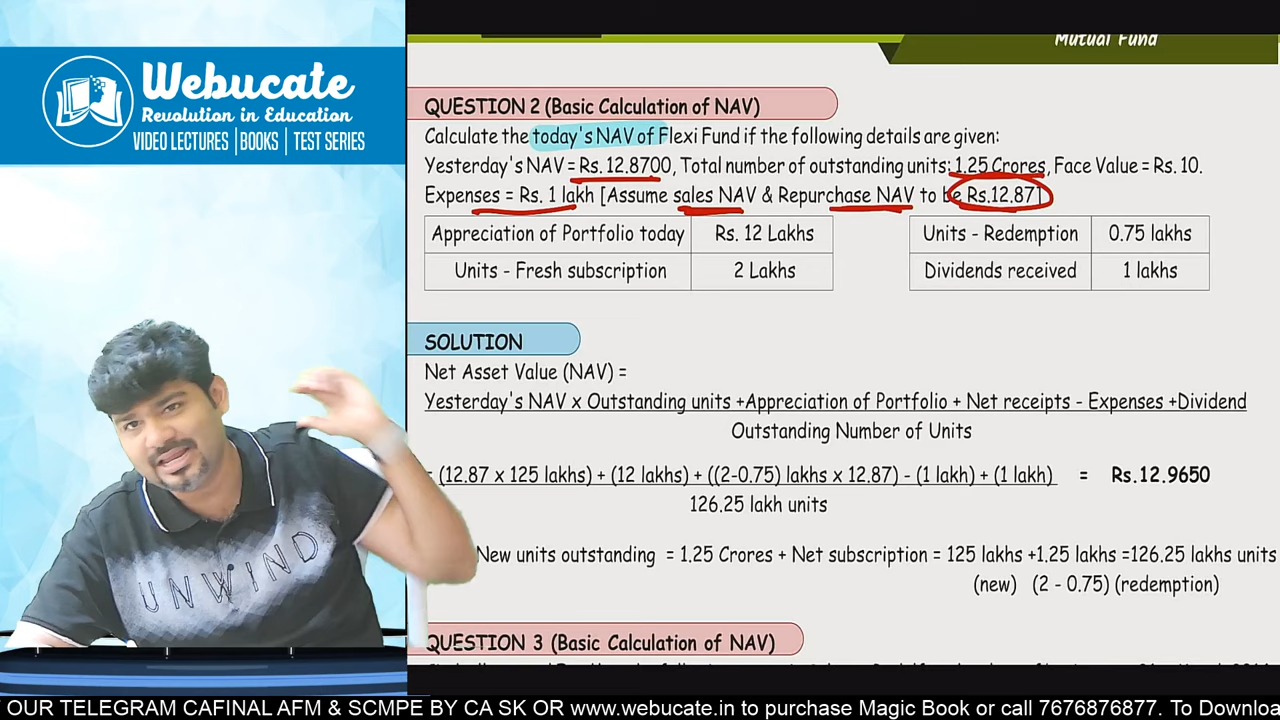 Webucate
Revolution in Education
VIDEO LECTURES | BOOKS | TEST SERIES
UNWIND
Mutual Fund
QUESTION 2 (Basic Calculation of NAV)
Calculate the today's NAV of Flexi Fund if the following details are given:
Yesterday's NAV = Rs. 12.8700, Total number of outstanding units: 1.25 Crores, Face Value = Rs. 10.
Expenses = Rs. 1 lakh [Assume sales NAV & Repurchase NAV to be Rs.12.87]
Appreciation of Portfolio today Rs. 12 Lakhs Units - Redemption 0.75 lakhs
Units - Fresh subscription 2 Lakhs Dividends received 1 lakhs
SOLUTION
Net Asset Value (NAV) =
Yesterday's NAV x Outstanding units +Appreciation of Portfolio + Net receipts - Expenses +Dividend
Outstanding Number of Units
= (12.87 x 125 lakhs) + (12 lakhs) + ((2-0.75) lakhs x 12.87) - (1 lakh) + (1 lakh) = Rs.12.9650
126.25 lakh units
New units outstanding = 1.25 Crores + Net subscription = 125 lakhs +1.25 lakhs =126.25 lakhs units
(new) (2 - 0.75) (redemption)
QUESTION 3 (Basic Calculation of NAV)
OUR TELEGRAM CAFINAL AFM & SCMPE BY CA SK OR www.webucate.in to purchase Magic Book or call 7676876877. To Downloa